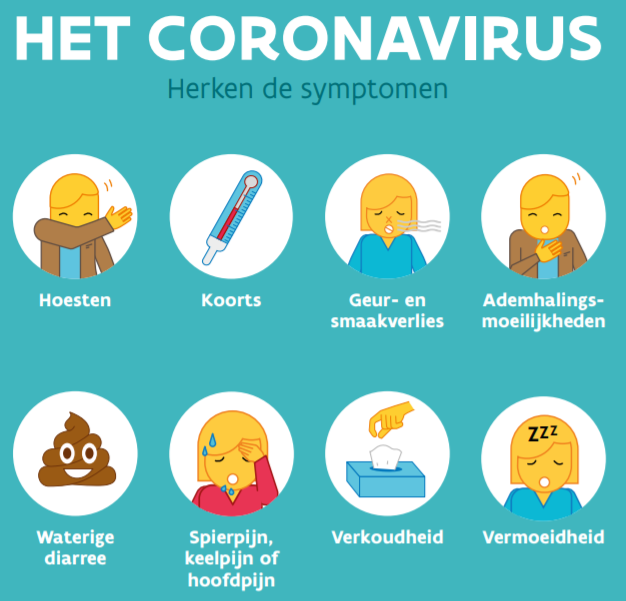 HET CORONAVIRUS
Herken de symptomen
Hoesten
Koorts
Geur- en
smaakverlies
Ademhalings-
moeilijkheden
Waterige
diarree
Spierpijn,
keelpijn of
hoofdpijn
Verkoudheid
ZZZ
Vermoeidheid